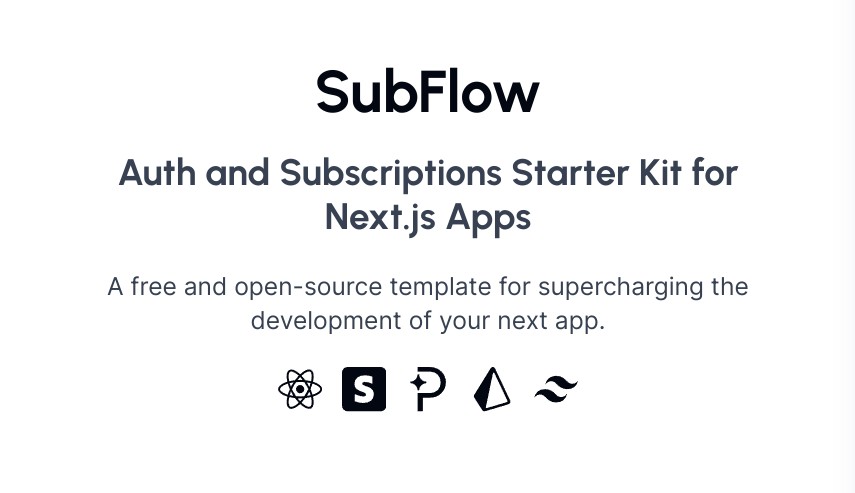 SubFlow
Auth and Subscriptions Starter Kit for
Next.js Apps
A free and open-source template for supercharging the
development of your next app.